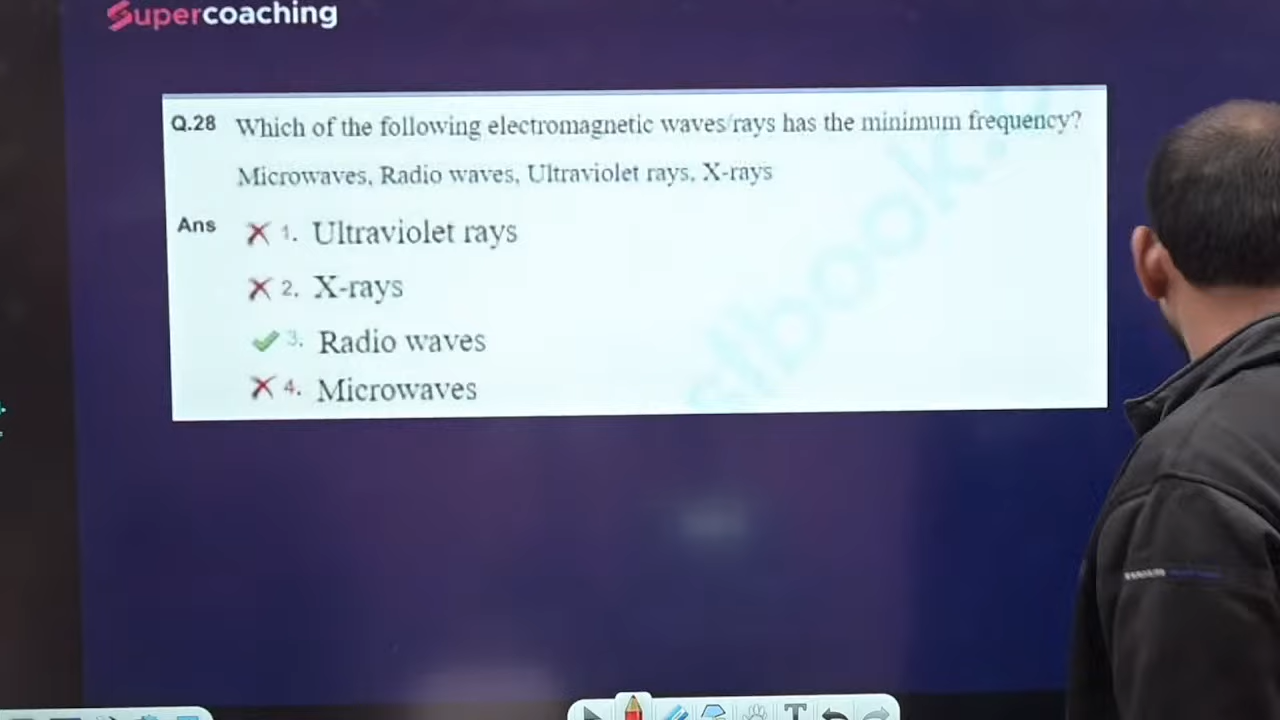 Supercoaching
Q.28 Which of the following electromagnetic waves/rays has the minimum frequency?
Microwaves, Radio waves, Ultraviolet rays, X-rays
Ans 1. Ultraviolet rays
2. X-rays
3. Radio waves
4. Microwaves